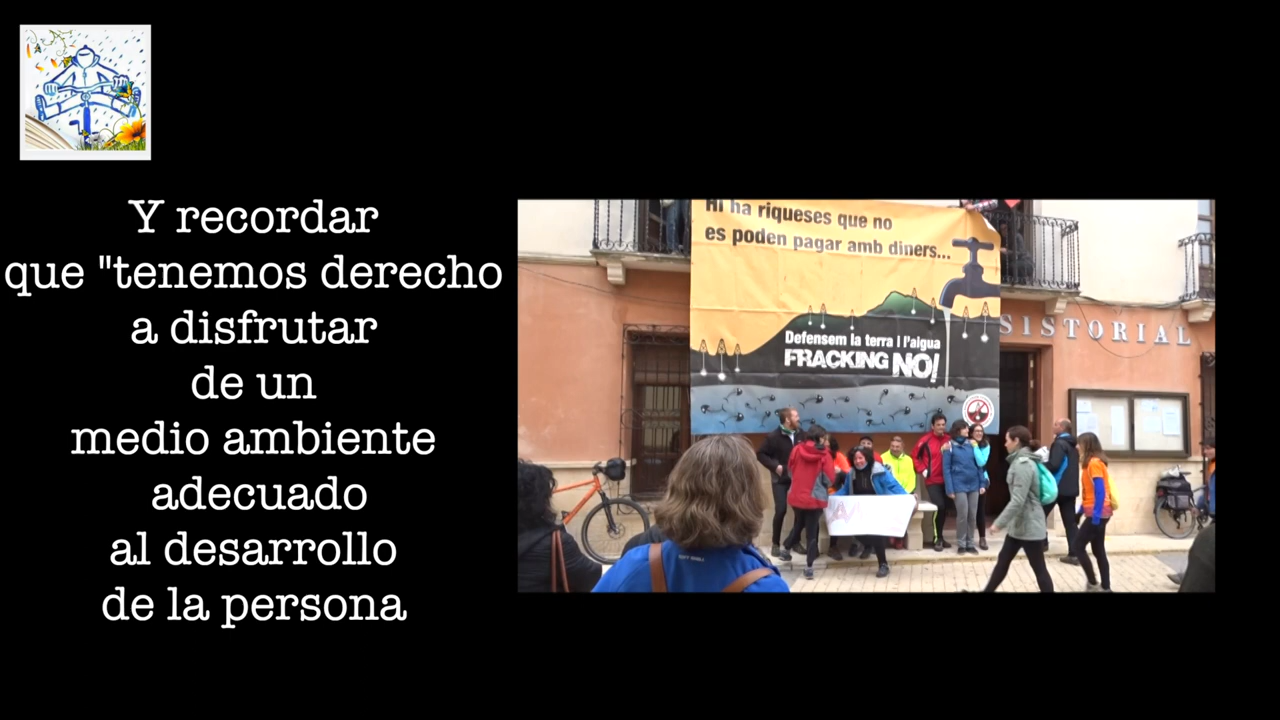 Y recordar
que "tenemos derecho
a disfrutar
de un
medio ambiente
adecuado
al desarrollo
de la persona
Hi ha riqueses que no
es poden pagar amb diners...
Defensem la terra i l'aigua
FRACKING NO!
SISTORIAL